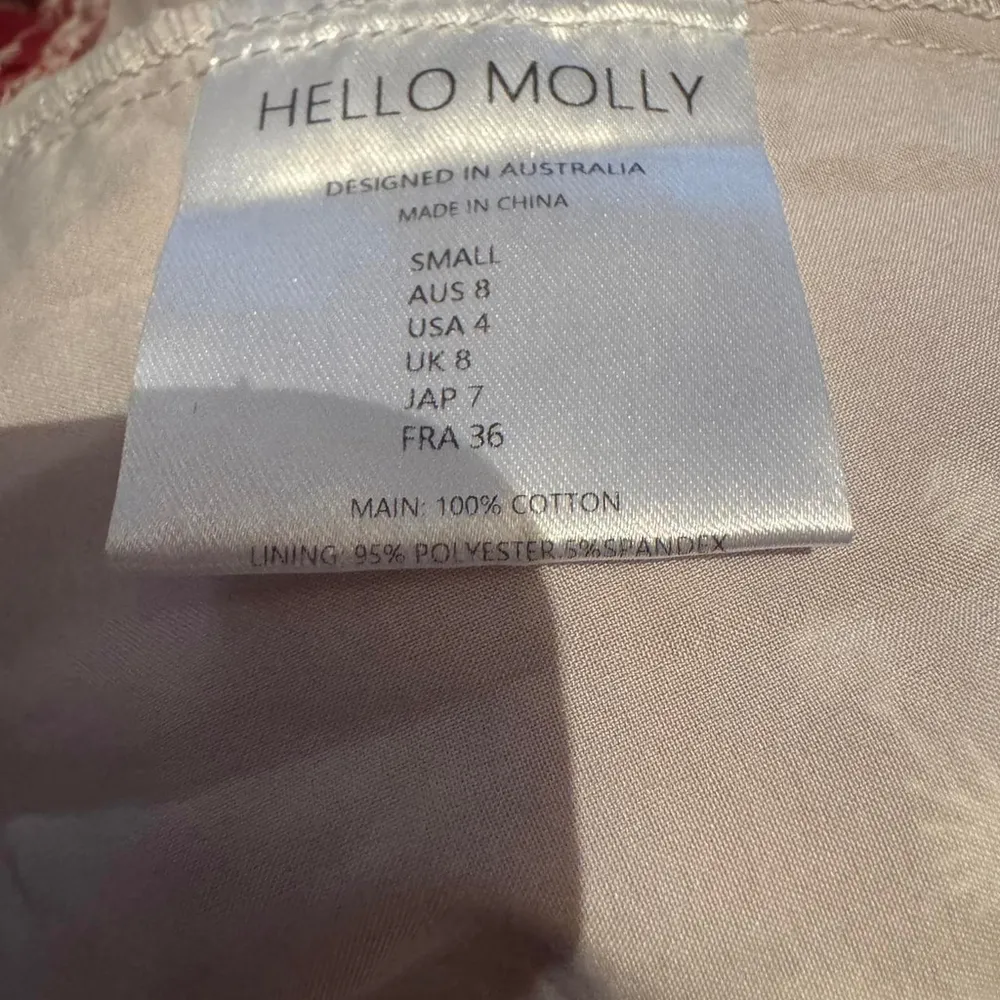 HELLO MOLLY
DESIGNED IN AUSTRALIA
MADE IN CHINA
SMALL
AUS 8
USA 4
UK 8
JAP 7
FRA 36
MAIN: 100% COTTON
LINING: 95% POLYESTER,5%SPANDEX